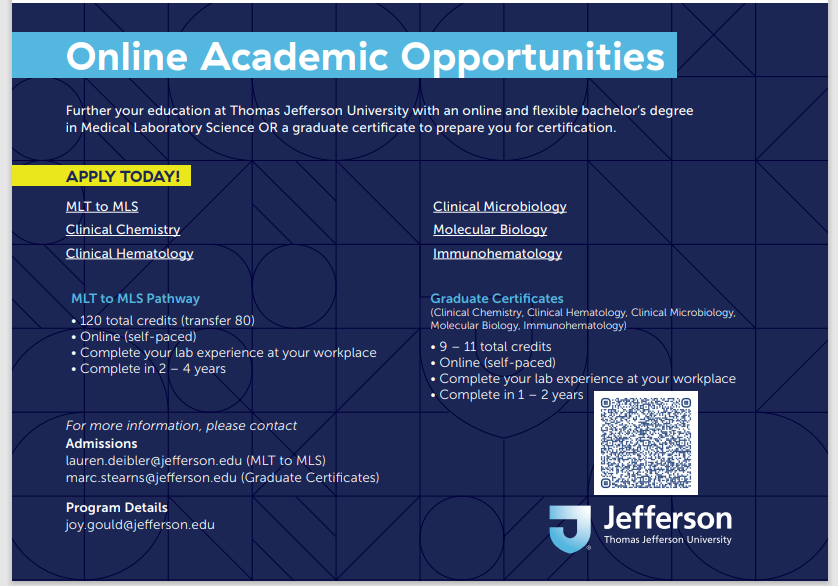 Online Academic Opportunities
Further your education at Thomas Jefferson University with an online and flexible bachelor's degree
in Medical Laboratory Science OR a graduate certificate to prepare you for certification.
APPLY TODAY!
MLT to MLS
Clinical Chemistry
Clinical Hematology
Clinical Microbiology
Molecular Biology
Immunohematology
MLT to MLS Pathway
• 120 total credits (transfer 80)
• Online (self-paced)
• Complete your lab experience at your workplace
• Complete in 2 – 4 years
Graduate Certificates
(Clinical Chemistry, Clinical Hematology, Clinical Microbiology,
Molecular Biology, Immunohematology)
• 9 – 11 total credits
• Online (self-paced)
• Complete your lab experience at your workplace
• Complete in 1 – 2 years
For more information, please contact
Admissions
lauren.deibler@jefferson.edu (MLT to MLS)
marc.stearns@jefferson.edu (Graduate Certificates)
Program Details
joy.gould@jefferson.edu
Jefferson
Thomas Jefferson University
®